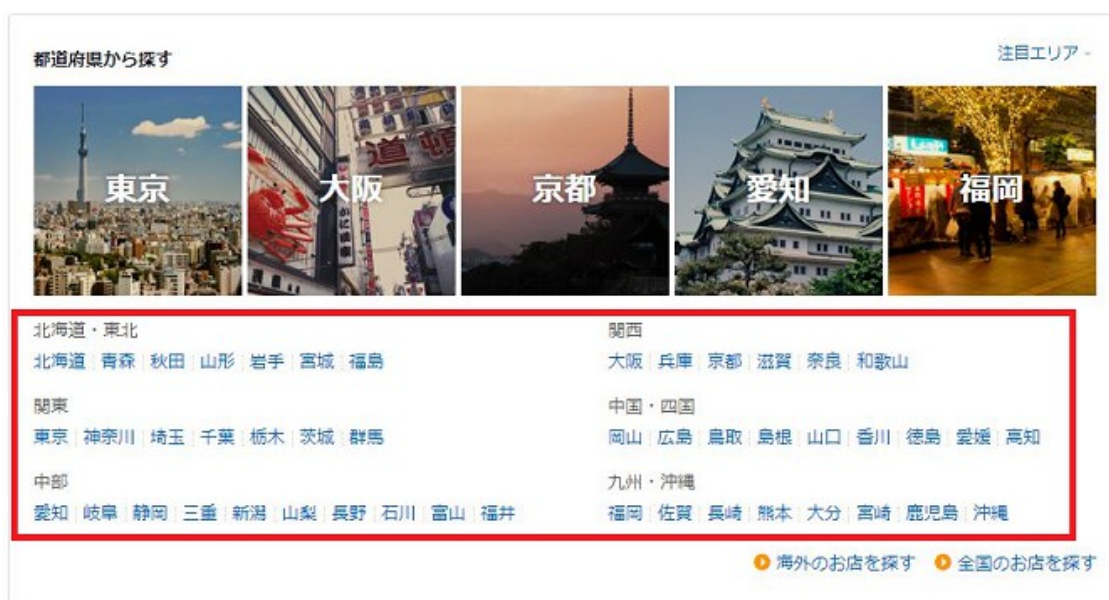 都道府県から探す
注目エリア
東京
大阪
京都
愛知
福岡
北海道・東北
北海道 青森 秋田 山形 岩手 宮城 福島
関東
東京 神奈川 埼玉 千葉 栃木 茨城 群馬
中部
愛知 岐阜 静岡 三重 新潟 山梨 長野 石川 富山 福井
関西
大阪 兵庫 京都 滋賀 奈良 和歌山
中国・四国
岡山 広島 鳥取 島根 山口 香川 徳島 愛媛 高知
九州・沖縄
福岡 佐賀 長崎 熊本 大分 宮崎 鹿児島 沖縄
海外のお店を探す
全国のお店を探す